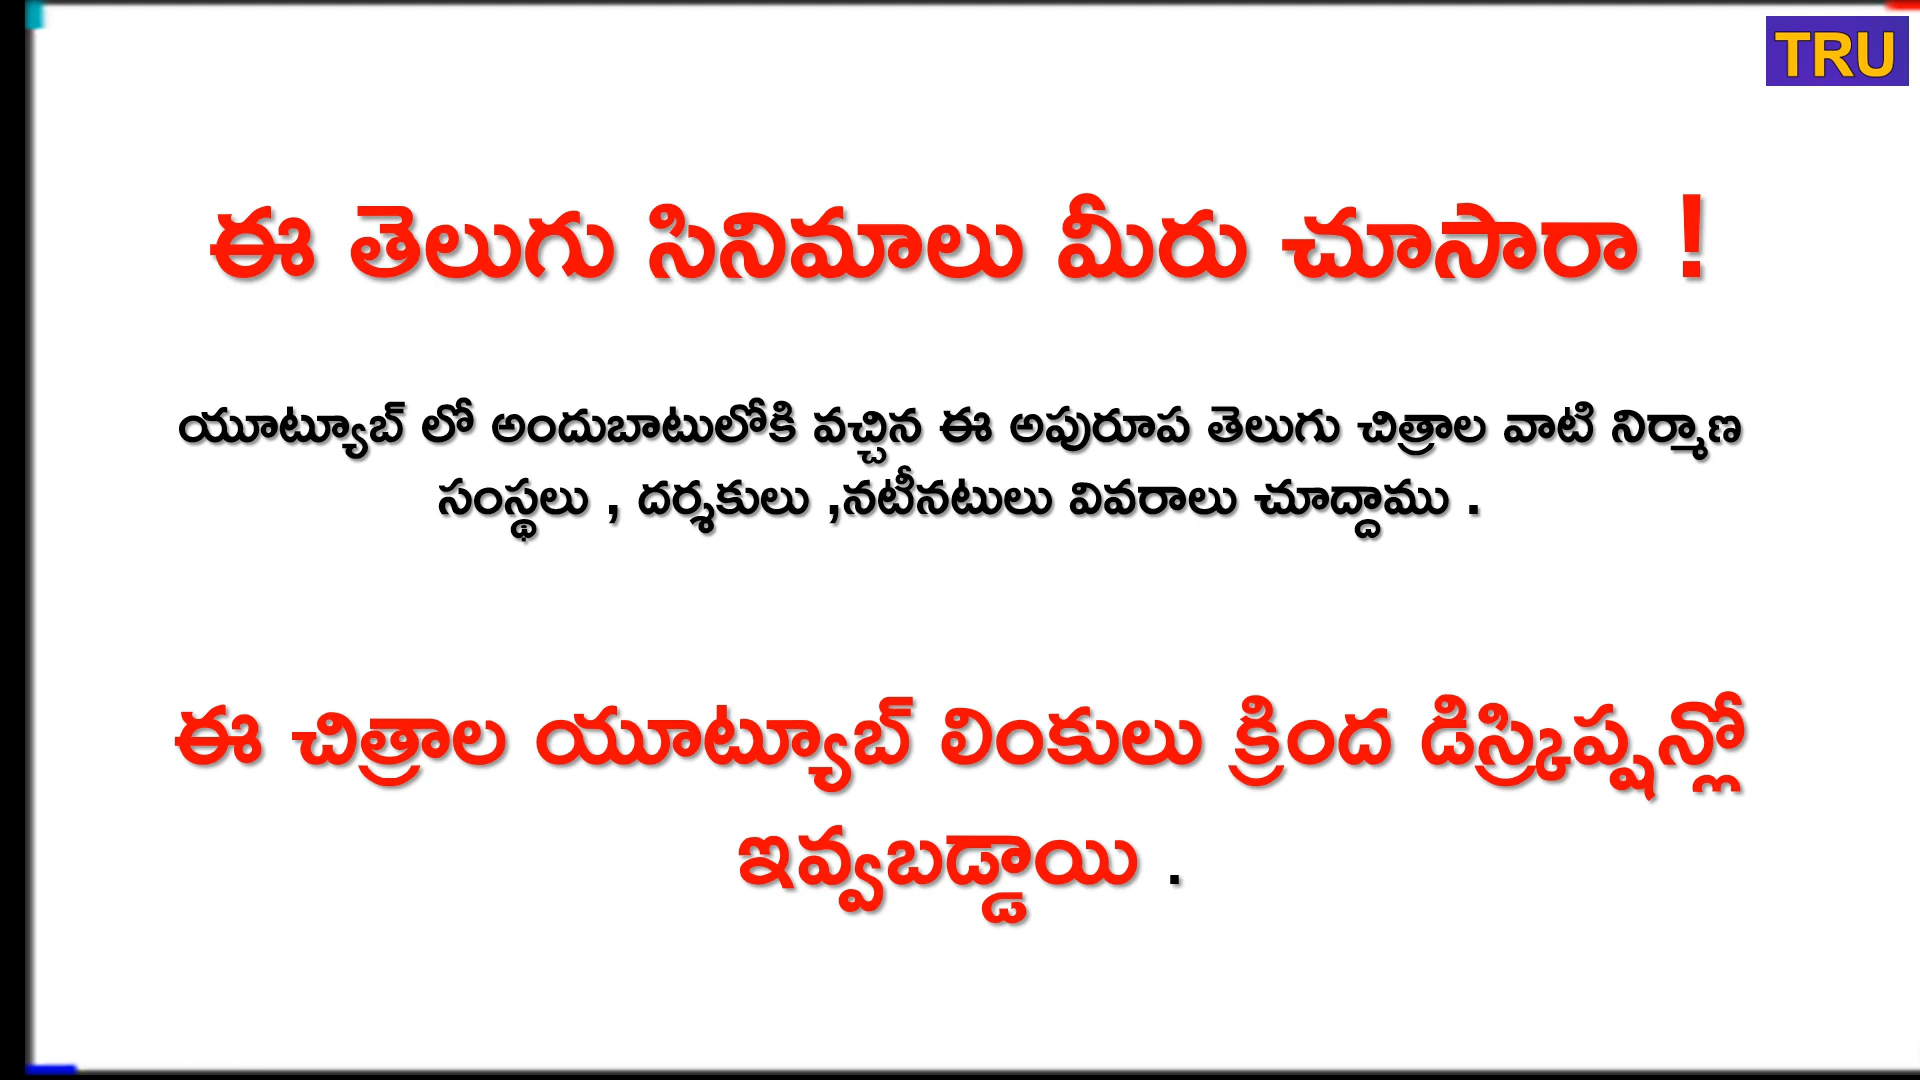 TRU
ఈ తెలుగు సినిమాలు మీరు చూసారా !
యూట్యూబ్ లో అందుబాటులోకి వచ్చిన ఈ అపురూప తెలుగు చిత్రాల వాటి నిర్మాణ
సంస్థలు , దర్శకులు ,నటీనటులు వివరాలు చూద్దాము .
ఈ చిత్రాల యూట్యూబ్ లింకులు క్రింద డిస్క్రిప్షన్లో
ఇవ్వబడ్డాయి .